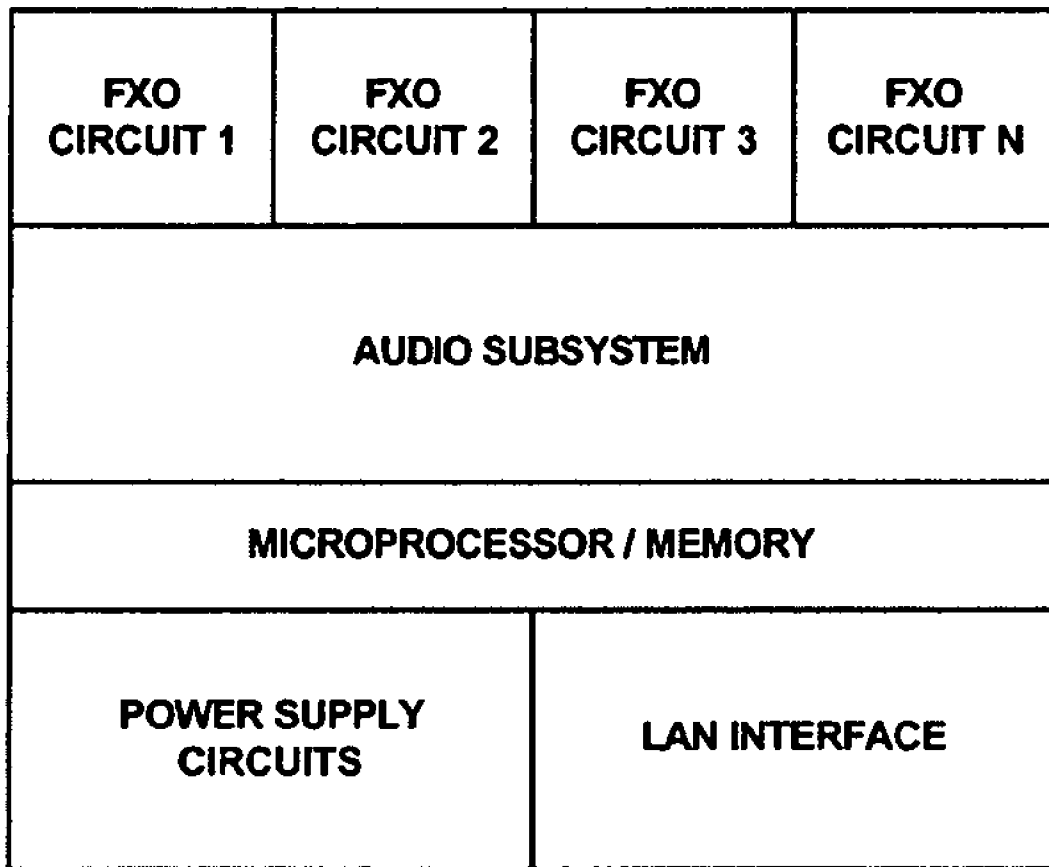 FXO
CIRCUIT 1
FXO
CIRCUIT 2
FXO
CIRCUIT 3
FXO
CIRCUIT N
AUDIO SUBSYSTEM
MICROPROCESSOR / MEMORY
POWER SUPPLY
CIRCUITS
LAN INTERFACE